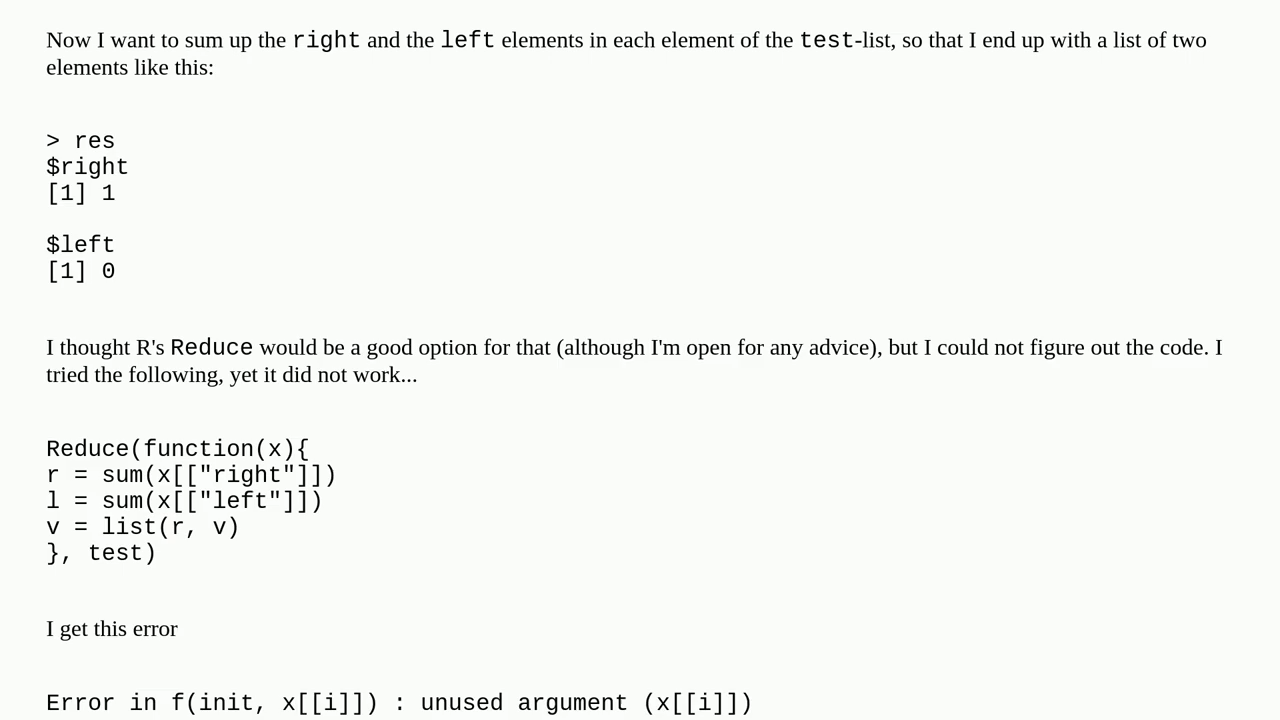 Now I want to sum up the right and the left elements in each element of the test-list, so that I end up with a list of two
elements like this:
> res
$right
[1] 1
$left
[1] 0
I thought R's Reduce would be a good option for that (although I'm open for any advice), but I could not figure out the code. I
tried the following, yet it did not work...
Reduce(function(x){
r = sum(x[["right"]])
l = sum(x[["left"]])
v = list(r, v)
}, test)
I get this error
Error in f(init, x[[i]]) : unused argument (x[[i]])